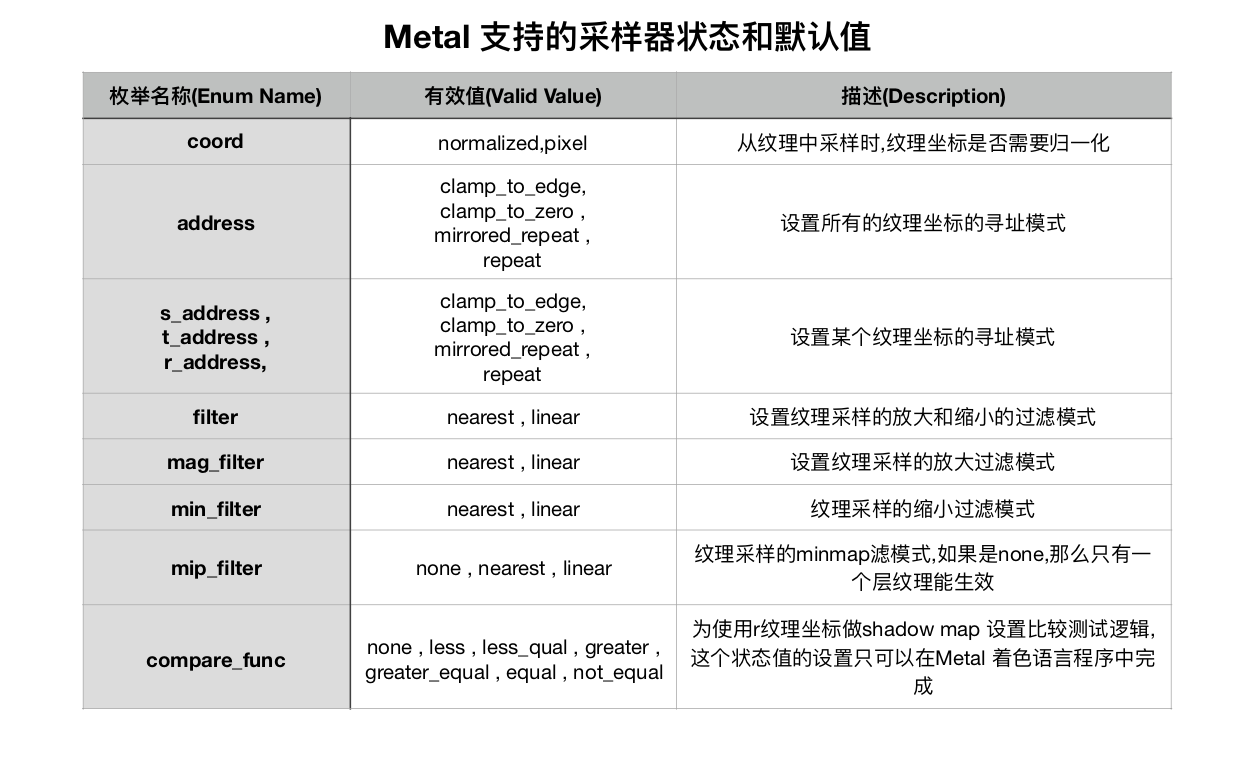 Metal 支持的采样器状态和默认值
枚举名称(Enum Name)
有效值(Valid Value)
描述(Description)
coord
normalized,pixel
从纹理中采样时,纹理坐标是否需要归一化
address
clamp_to_edge,
clamp_to_zero ,
mirrored_repeat ,
repeat
设置所有的纹理坐标的寻址模式
s_address ,
t_address ,
r_address,
clamp_to_edge,
clamp_to_zero ,
mirrored_repeat ,
repeat
设置某个纹理坐标的寻址模式
filter
nearest , linear
设置纹理采样的放大和缩小的过滤模式
mag_filter
nearest , linear
设置纹理采样的放大过滤模式
min_filter
nearest , linear
纹理采样的缩小过滤模式
mip_filter
none , nearest , linear
纹理采样的minmap滤模式,如果是none,那么只有一
个层纹理能生效
compare_func
none , less , less_qual , greater ,
greater_equal , equal , not_equal
为使用r纹理坐标做shadow map 设置比较测试逻辑,
这个状态值的设置只可以在Metal 着色语言程序中完
成